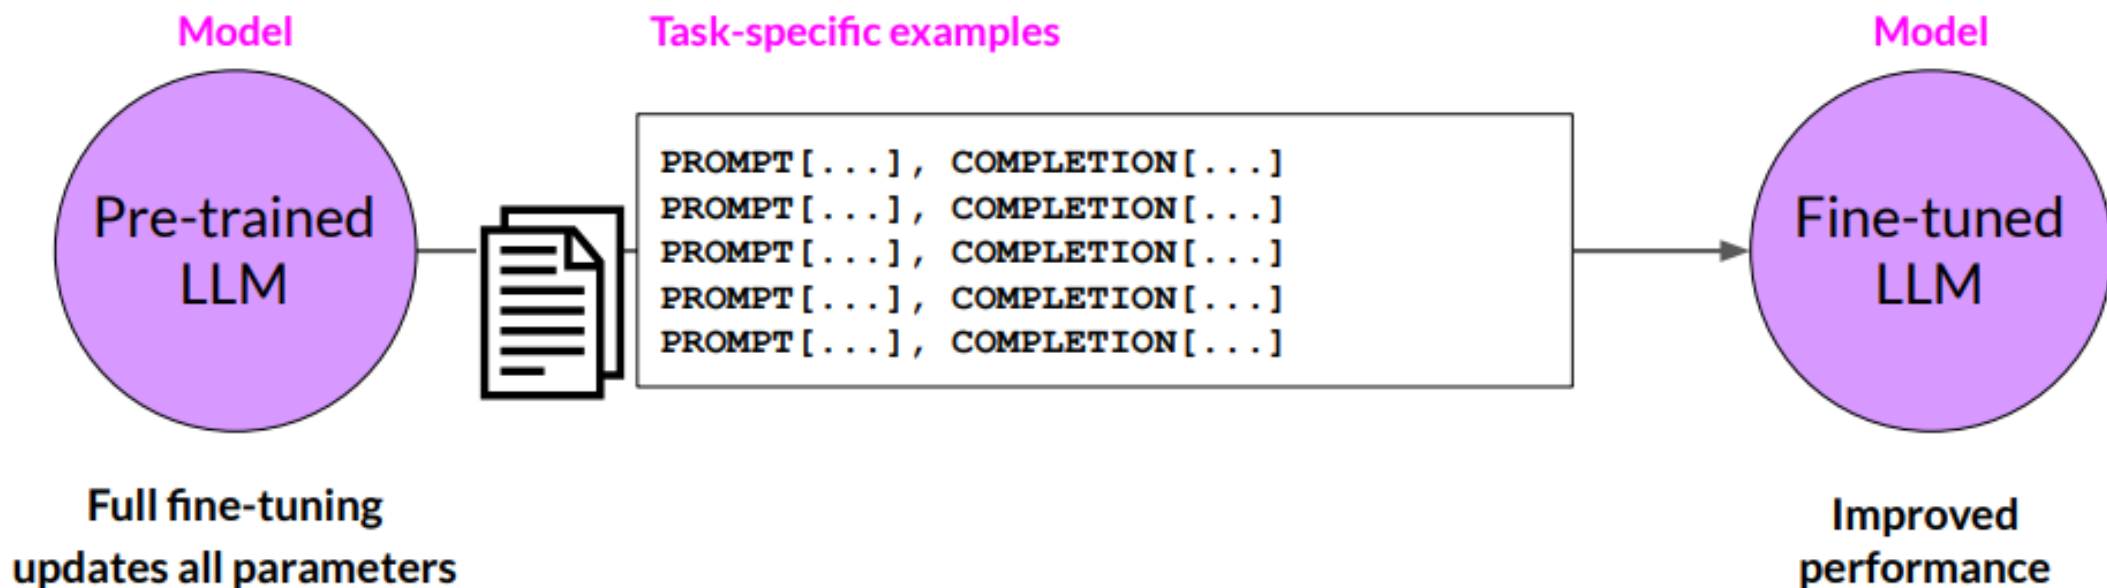 Model
Task-specific examples
Model
Pre-trained
LLM
PROMPT[...], COMPLETION[...]
PROMPT[...], COMPLETION[...]
PROMPT[...], COMPLETION[...]
PROMPT[...], COMPLETION[...]
PROMPT[...], COMPLETION[...]
Fine-tuned
LLM
Full fine-tuning
updates all parameters
Improved
performance